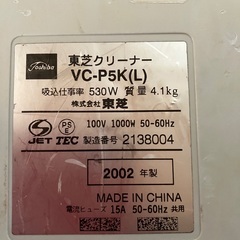 Toshiba 東芝クリーナー
VC-P5K(L)
吸込仕事率 530W 質量 4.1kg
株式会社 東芝
100V 1000W 50-60Hz
S JET PSE TEC 製造番号 2138004
2002 年製
MADE IN CHINA
電流ヒューズ 15A 50-60Hz 共用